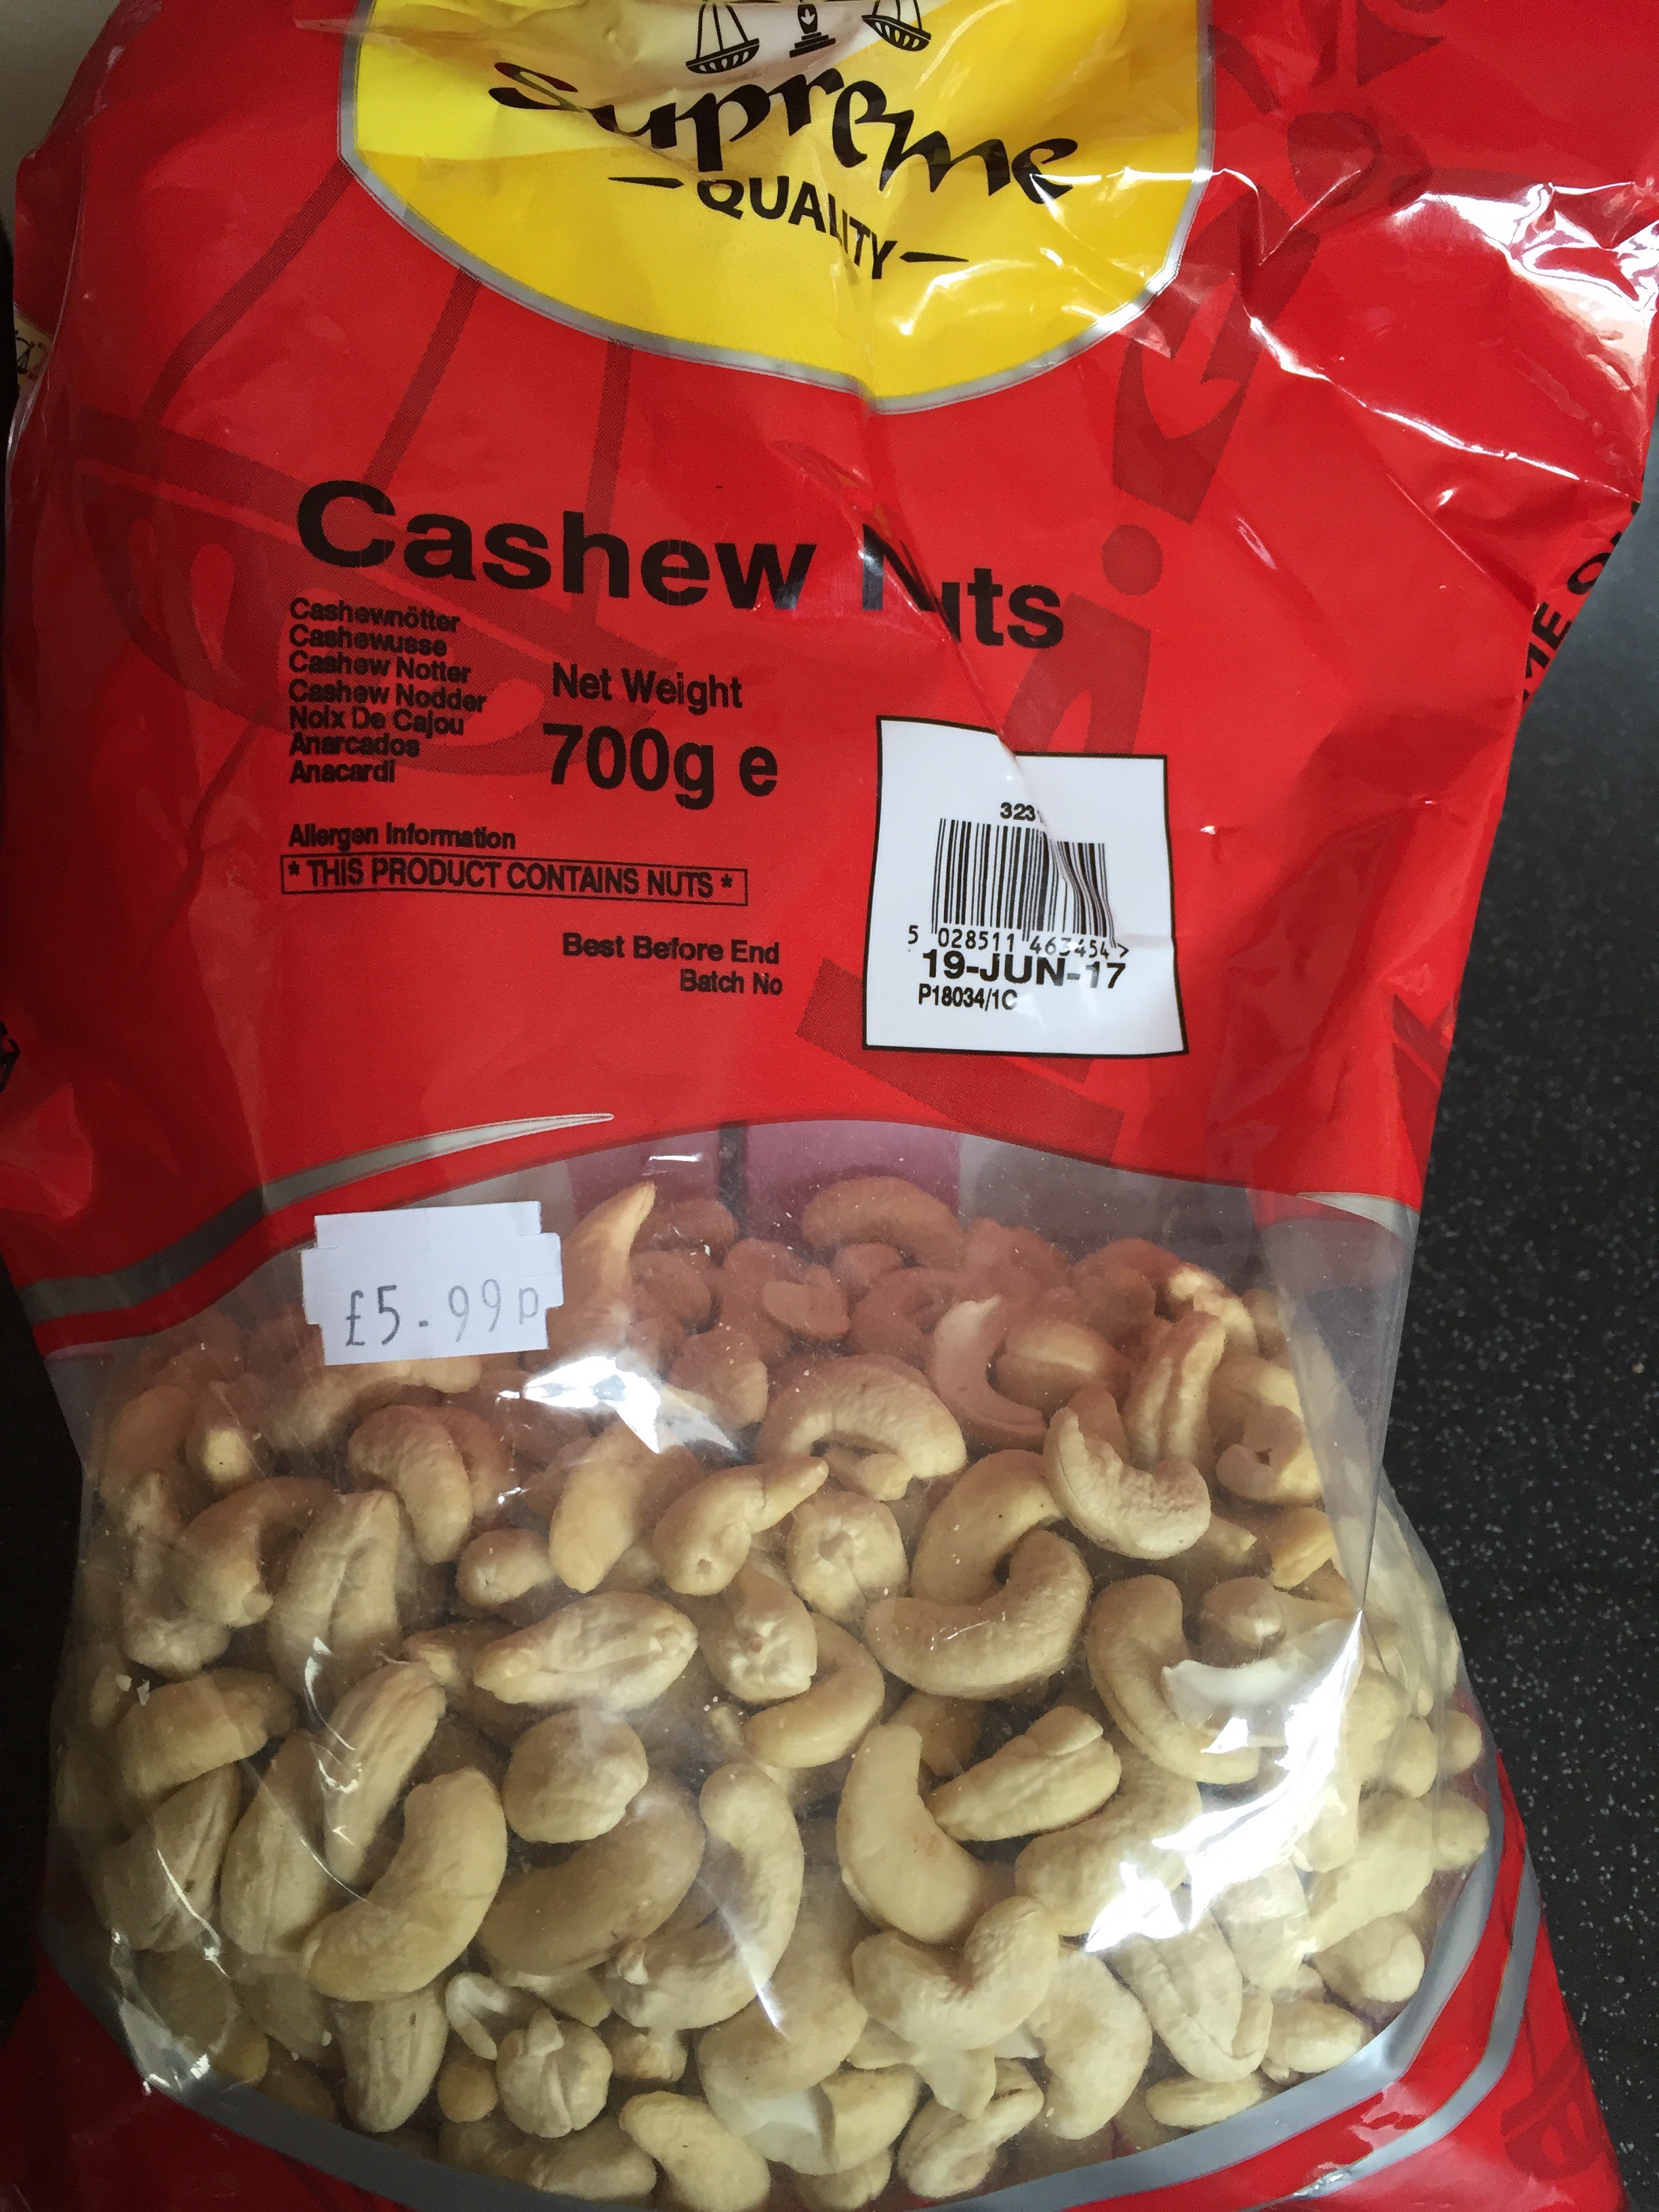 Supreme
QUALITY
Cashew Nuts
Cashewnötter
Cashewusse
Cashew Notter
Cashew Nodder
Noix De Cajou
Anarcados
Anacardi
Net Weight
700g e
Allergen Information
* THIS PRODUCT CONTAINS NUTS *
Best Before End
Batch No
5 028511 463454 >
19-JUN-17
P18034/1C
£5.99p